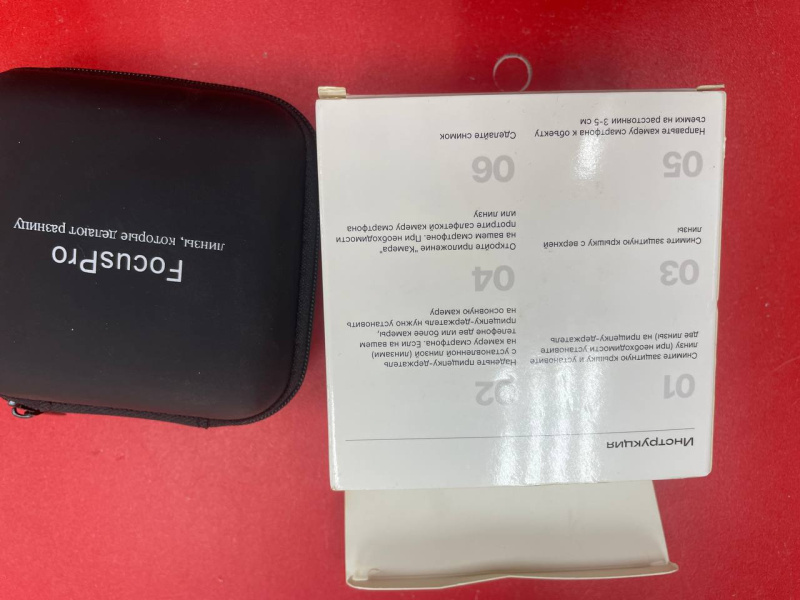 FocusPro
линзы, которые делают разницу
Инструкция
01
Снимите защитную крышку и установите
линзу (при необходимости установите
две линзы) на прищепку-держатель
02
Наденьте прищепку-держатель
с установленной линзой (линзами)
на камеру смартфона. Если на вашем
телефоне две или более камеры,
прищепку-держатель нужно установить
на основную камеру
03
Снимите защитную крышку с верхней
линзы
04
Откройте приложение "Камера"
на вашем смартфоне. При необходимости
протрите салфеткой камеру смартфона
или линзу
05
Направьте камеру смартфона к объекту
съёмки на расстоянии 3-5 см
06
Сделайте снимок